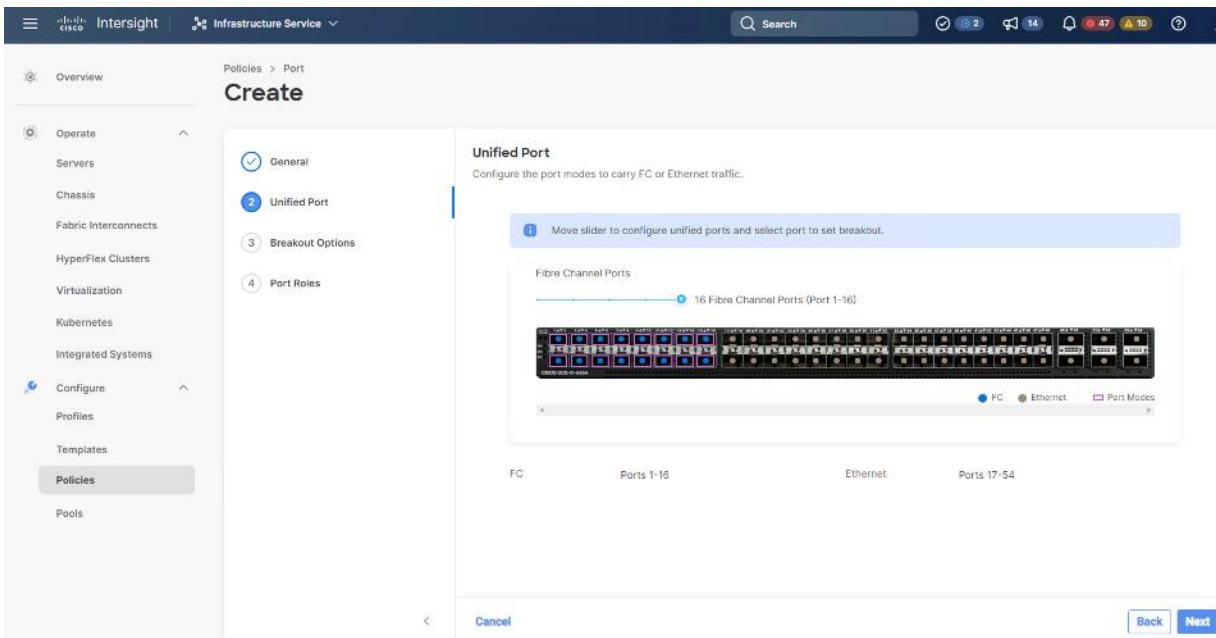 cisco Intersight
Infrastructure Service
Search
2
14
47
10
Overview
Operate
Servers
Chassis
Fabric Interconnects
HyperFlex Clusters
Virtualization
Kubernetes
Integrated Systems
Configure
Profiles
Templates
Policies
Pools
Policies > Port
Create
General
2 Unified Port
3 Breakout Options
4 Port Roles
Unified Port
Configure the port modes to carry FC or Ethernet traffic.
Move slider to configure unified ports and select port to set breakout.
Fibre Channel Ports
16 Fibre Channel Ports (Port 1-16)
FC Ethernet Port Modes
FC Ports 1-16 Ethernet Ports 17-54
Cancel
Back Next